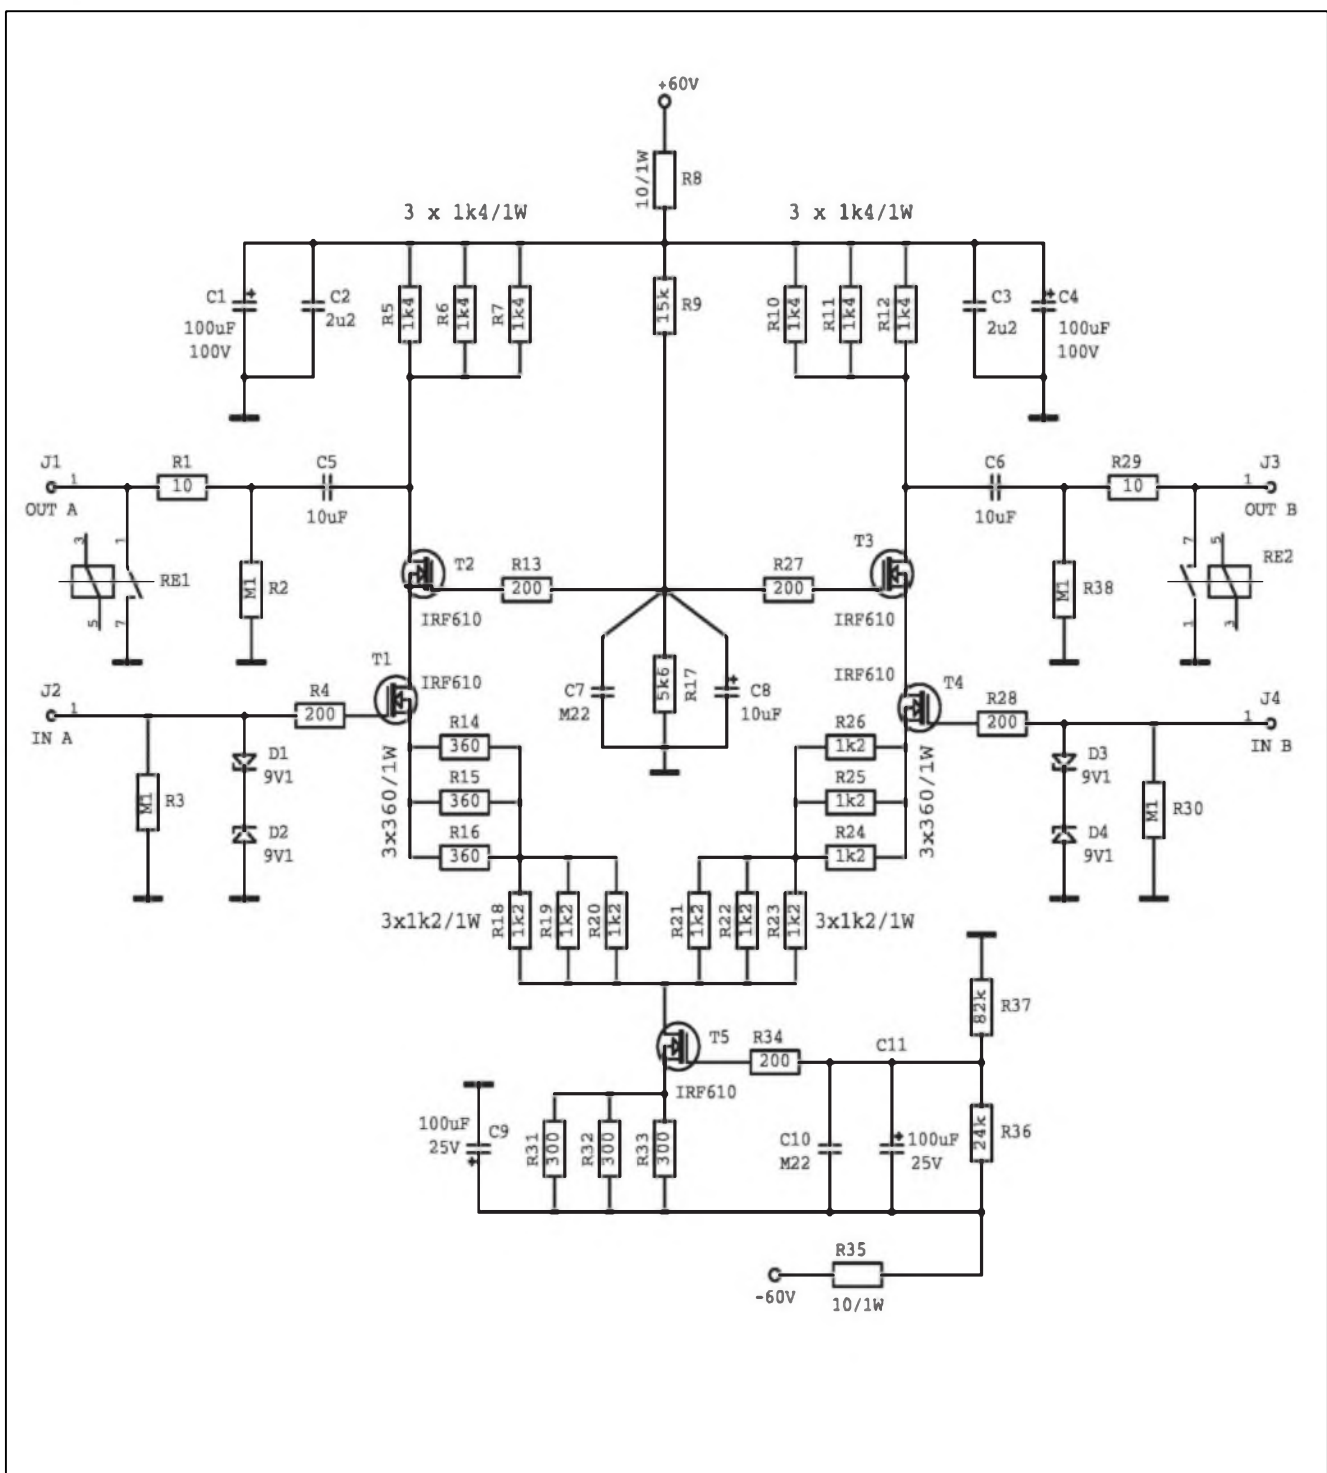 +60V
10/1W
R8
3 x 1k4/1W
3 x 1k4/1W
C1
100uF
100V
C2
2u2
R5
1k4
R6
1k4
R7
1k4
15k
R9
R10
1k4
R11
1k4
R12
1k4
C3
2u2
C4
100uF
100V
J1
1
OUT A
R1
10
C5
10uF
C6
10uF
R29
10
J3
1
OUT B
3
5
1
7
RE1
M1
R2
T2
IRF610
R13
200
R27
200
T3
IRF610
M1
R38
7
1
5
3
RE2
J2
1
IN A
R4
200
T1
IRF610
C7
M22
5k6
R17
C8
10uF
IRF610
T4
R28
200
J4
1
IN B
M1
R3
D1
9V1
D2
9V1
3x360/1W
R14
360
R15
360
R16
360
R26
1k2
R25
1k2
R24
1k2
3x360/1W
D3
9V1
D4
9V1
M1
R30
3x1k2/1W
R18
1k2
R19
1k2
R20
1k2
R21
1k2
R22
1k2
R23
1k2
3x1k2/1W
T5
IRF610
R34
200
C11
82k
R37
100uF
25V
C9
R31
300
R32
300
R33
300
C10
M22
100uF
25V
24k
R36
R35
-60V
10/1W